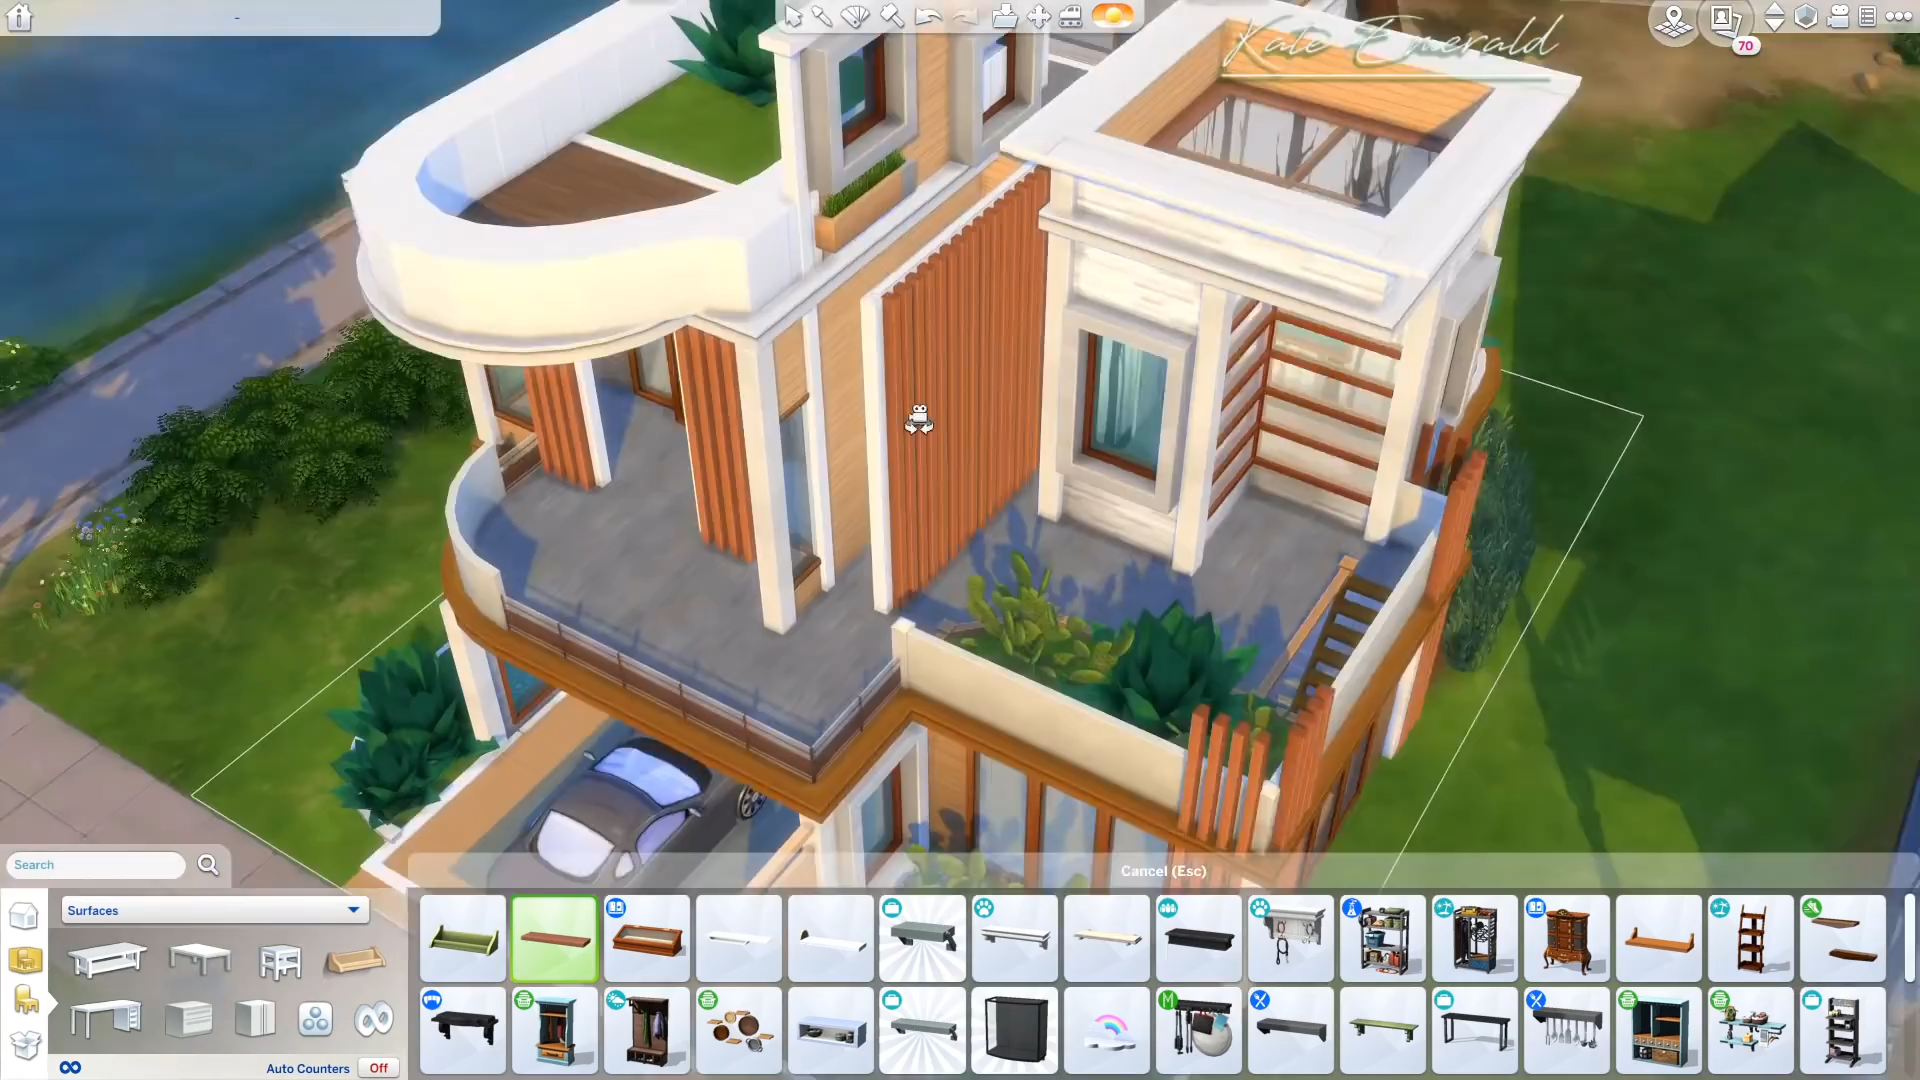 -
Kate Emerald
70
Cancel (Esc)
Search
Surfaces
M
Auto Counters Off